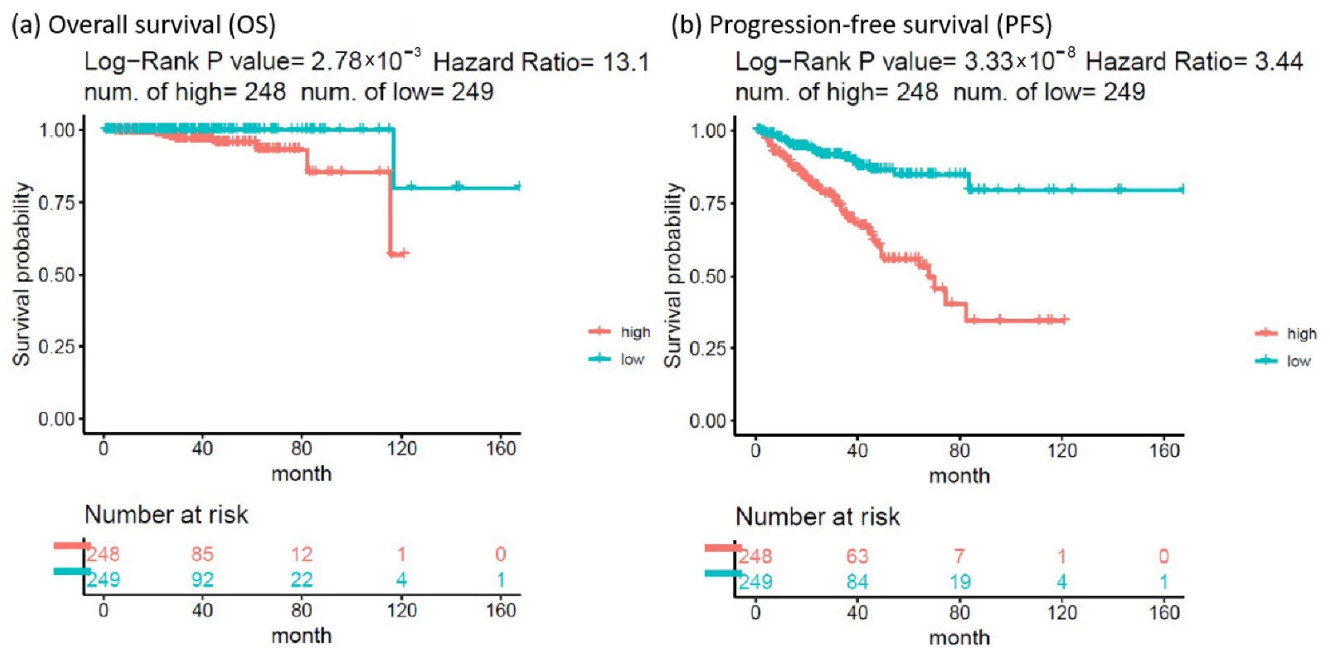 (a) Overall survival (OS)
Log-Rank P value= 2.78×10⁻³ Hazard Ratio= 13.1
num. of high= 248 num. of low= 249
1.00
0.75
0.50
0.25
0.00
Survival probability
high
low
0 40 80 120 160
month
Number at risk
248 85 12 1 0
249 92 22 4 1
0 40 80 120 160
month
(b) Progression-free survival (PFS)
Log-Rank P value= 3.33×10⁻⁸ Hazard Ratio= 3.44
num. of high= 248 num. of low= 249
1.00
0.75
0.50
0.25
0.00
Survival probability
high
low
0 40 80 120 160
month
Number at risk
248 63 7 1 0
249 84 19 4 1
0 40 80 120 160
month